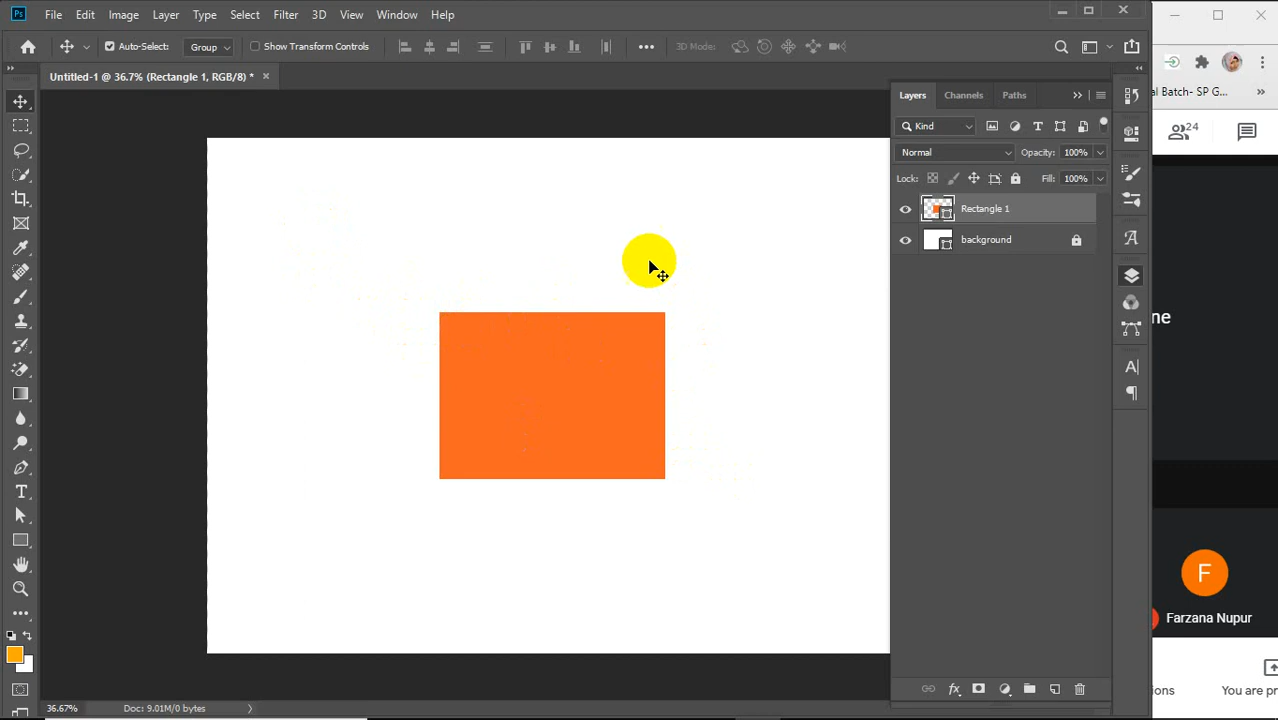 Ps File Edit Image Layer Type Select Filter 3D View Window Help
Auto-Select: Group Show Transform Controls 3D Mode:
Untitled-1 @ 36.7% (Rectangle 1, RGB/8) *
Layers Channels Paths
al Batch- SP G...
Kind
24
Normal Opacity: 100%
Lock: Fill: 100%
Rectangle 1
background
ne
F
Farzana Nupur
36.67% Doc: 9.01M/0 bytes
ions You are p